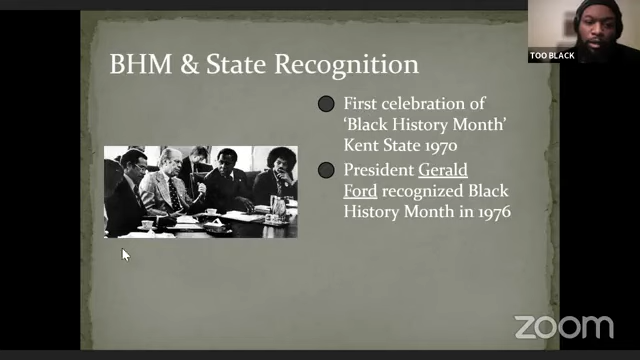 BHM & State Recognition
First celebration of
‘Black History Month’
Kent State 1970
President Gerald
Ford recognized Black
History Month in 1976
TOO BLACK
zoom